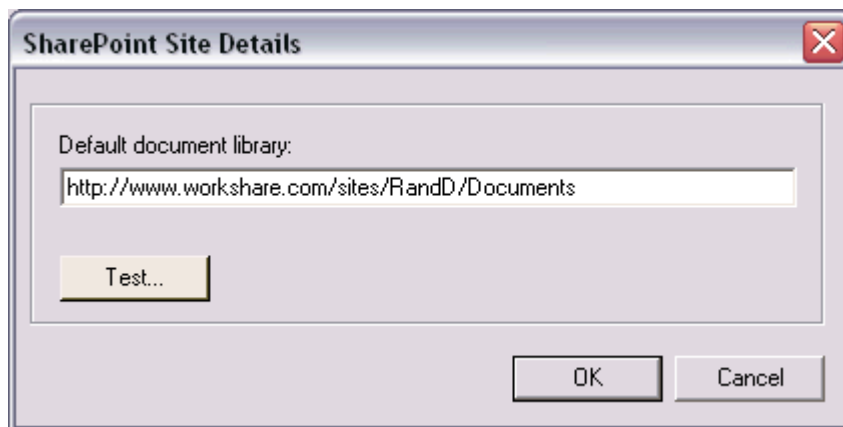 SharePoint Site Details
Default document library:
http://www.workshare.com/sites/RandD/Documents
Test...
OK Cancel